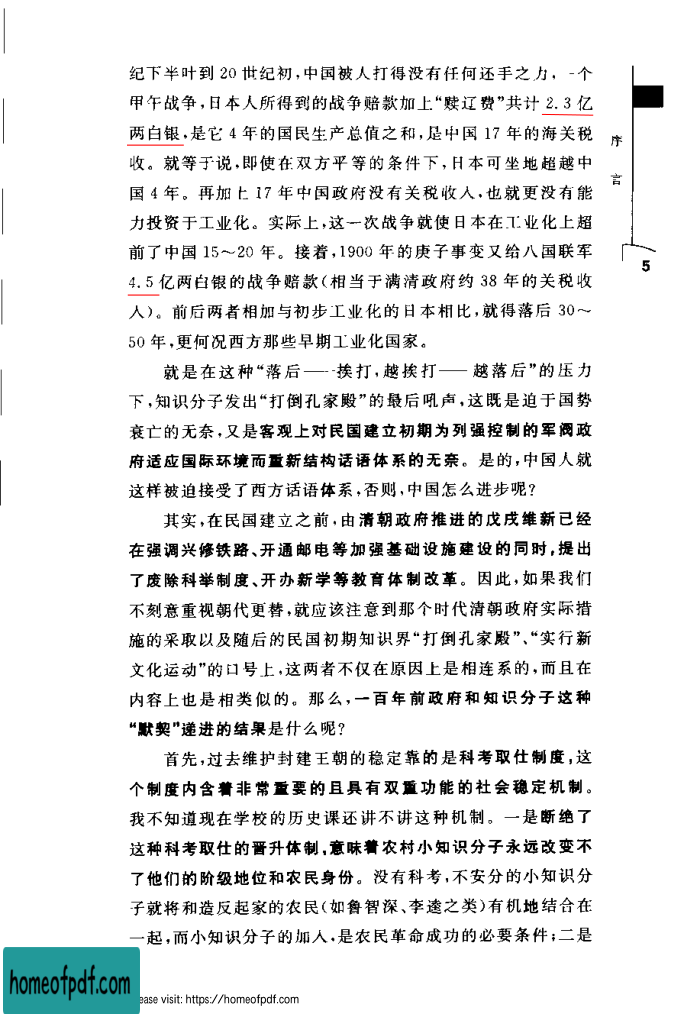 纪下半叶到 20 世纪初,中国被人打得没有任何还手之力,一个
甲午战争,日本人所得到的战争赔款加上“赎辽费”共计 2.3 亿
两白银,是它 4 年的国民生产总值之和,是中国 17 年的海关税
收。就等于说,即使在双方平等的条件下,日本可坐地超越中
国 4 年。再加上 17 年中国政府没有关税收入,也就更没有能
力投资于工业化。实际上,这一次战争就使日本在工业化上超
前了中国 15～20 年。接着,1900 年的庚子事变又给八国联军
4.5 亿两白银的战争赔款(相当于满清政府约 38 年的关税收
入)。前后两者相加与初步工业化的日本相比,就得落后 30～
50 年,更何况西方那些早期工业化国家。
就是在这种“落后——挨打,越挨打——越落后”的压力
下,知识分子发出“打倒孔家殿”的最后吼声,这既是迫于国势
衰亡的无奈,又是客观上对民国建立初期为列强控制的军阀政
府适应国际环境而重新结构话语体系的无奈。是的,中国人就
这样被迫接受了西方话语体系,否则,中国怎么进步呢?
其实,在民国建立之前,由清朝政府推进的戊戌维新已经
在强调兴修铁路、开通邮电等加强基础设施建设的同时,提出
了废除科举制度、开办新学等教育体制改革。因此,如果我们
不刻意重视朝代更替,就应该注意到那个时代清朝政府实际措
施的采取以及随后的民国初期知识界“打倒孔家殿”、“实行新
文化运动”的口号上,这两者不仅在原因上是相连系的,而且在
内容上也是相类似的。那么,一百年前政府和知识分子这种
“默契”递进的结果是什么呢?
首先,过去维护封建王朝的稳定靠的是科考取仕制度,这
个制度内含着非常重要的且具有双重功能的社会稳定机制。
我不知道现在学校的历史课还讲不讲这种机制。一是断绝了
这种科考取仕的晋升体制,意味着农村小知识分子永远改变不
了他们的阶级地位和农民身份。没有科考,不安分的小知识分
子就将和造反起家的农民(如鲁智深、李逵之类)有机地结合在
一起,而小知识分子的加入,是农民革命成功的必要条件;二是
序言
5
homeofpdf.com
ease visit: https://homeofpdf.com